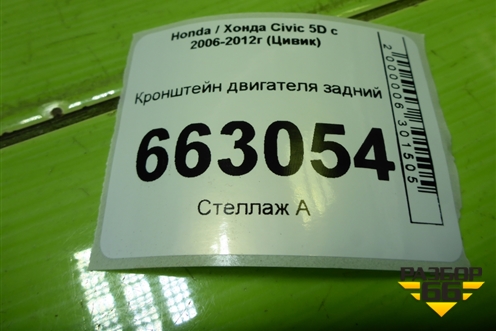 Honda / Хонда Civic 5D с
2006-2012г (Цивик)
Кронштейн двигателя задний
663054
Стеллаж А
2000006301505
РАЗБОР
66